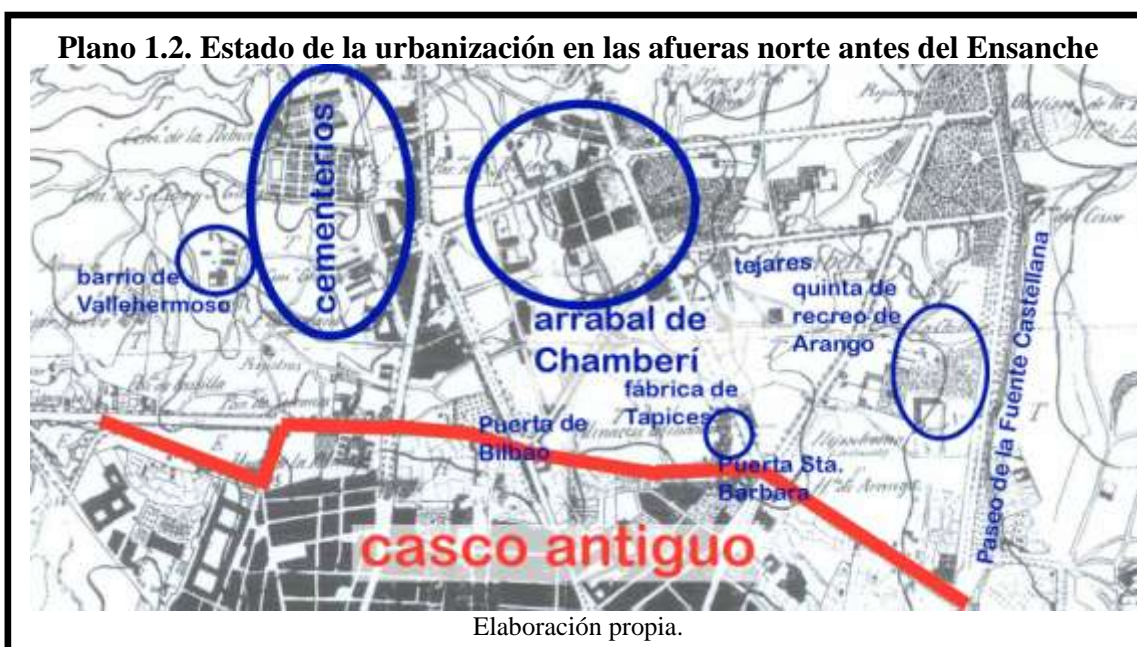 Plano 1.2. Estado de la urbanización en las afueras norte antes del Ensanche
cementerios
barrio de
Vallehermoso
arrabal de
Chamberí
tejares
quinta de
recreo de
Arango
fábrica de
Tapices
Puerta de
Bilbao
Puerta Sta.
Barbara
Paseo de la Fuente Castellana
casco antiguo
Elaboración propia.